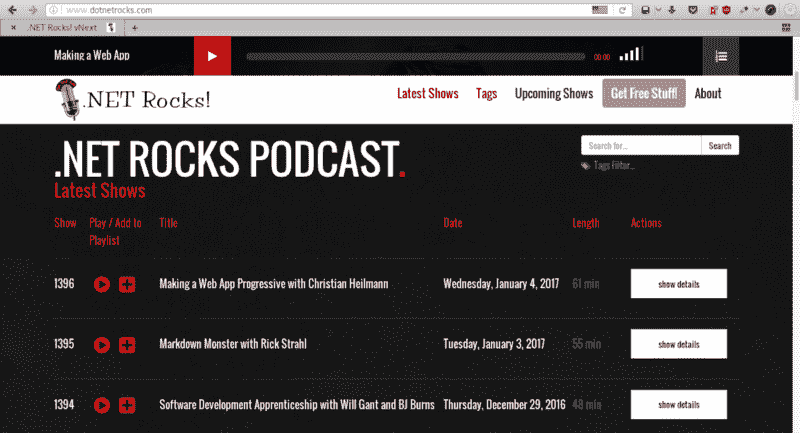 www.dotnetrocks.com
.NET Rocks! vNext
Making a Web App
00:00
.NET Rocks!
Latest Shows
Tags
Upcoming Shows
Get Free Stuff!
About
.NET ROCKS PODCAST.
Search for...
Search
Tags filter...
Latest Shows
Show
Play / Add to
Playlist
Title
Date
Length
Actions
1396
Making a Web App Progressive with Christian Heilmann
Wednesday, January 4, 2017
61 min
show details
1395
Markdown Monster with Rick Strahl
Tuesday, January 3, 2017
55 min
show details
1394
Software Development Apprenticeship with Will Gant and BJ Burns
Thursday, December 29, 2016
48 min
show details